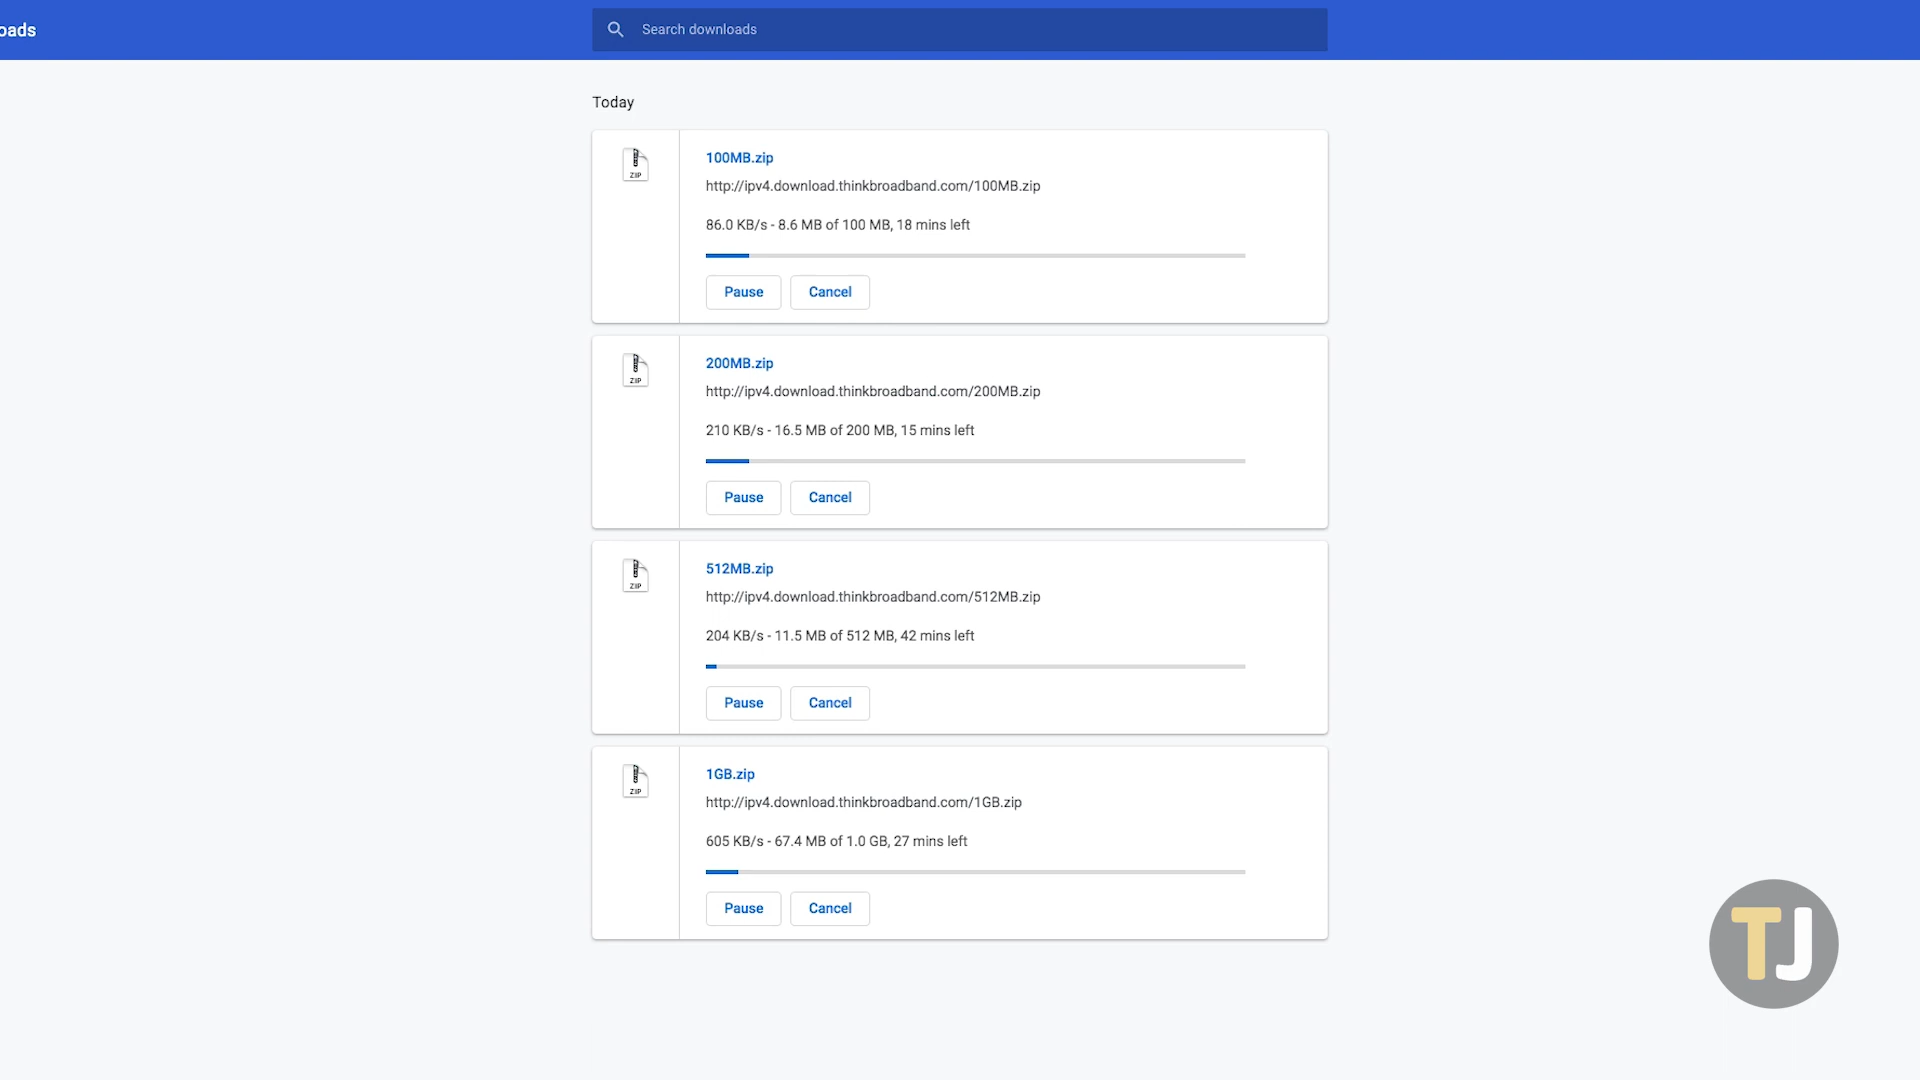 oads
Search downloads
Today
ZIP
100MB.zip
http://ipv4.download.thinkbroadband.com/100MB.zip
86.0 KB/s - 8.6 MB of 100 MB, 18 mins left
Pause Cancel
ZIP
200MB.zip
http://ipv4.download.thinkbroadband.com/200MB.zip
210 KB/s - 16.5 MB of 200 MB, 15 mins left
Pause Cancel
ZIP
512MB.zip
http://ipv4.download.thinkbroadband.com/512MB.zip
204 KB/s - 11.5 MB of 512 MB, 42 mins left
Pause Cancel
ZIP
1GB.zip
http://ipv4.download.thinkbroadband.com/1GB.zip
605 KB/s - 67.4 MB of 1.0 GB, 27 mins left
Pause Cancel
TJ